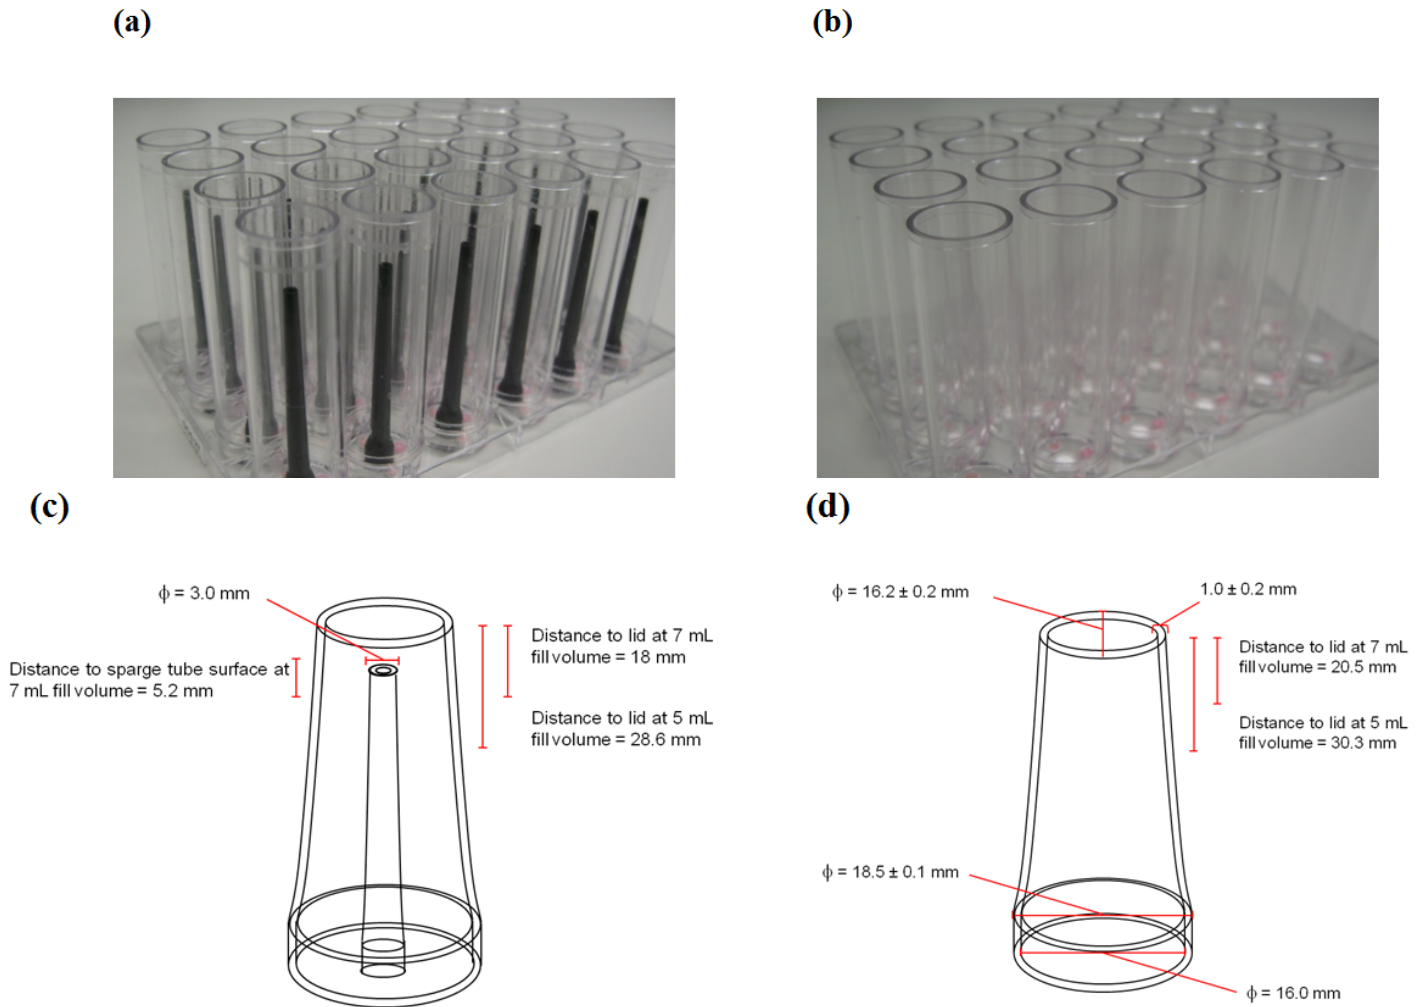 (a)
(b)
(c)
(d)
ϕ = 3.0 mm
Distance to lid at 7 mL
fill volume = 18 mm
Distance to sparge tube surface at
7 mL fill volume = 5.2 mm
Distance to lid at 5 mL
fill volume = 28.6 mm
ϕ = 16.2 ± 0.2 mm
1.0 ± 0.2 mm
Distance to lid at 7 mL
fill volume = 20.5 mm
Distance to lid at 5 mL
fill volume = 30.3 mm
ϕ = 18.5 ± 0.1 mm
ϕ = 16.0 mm